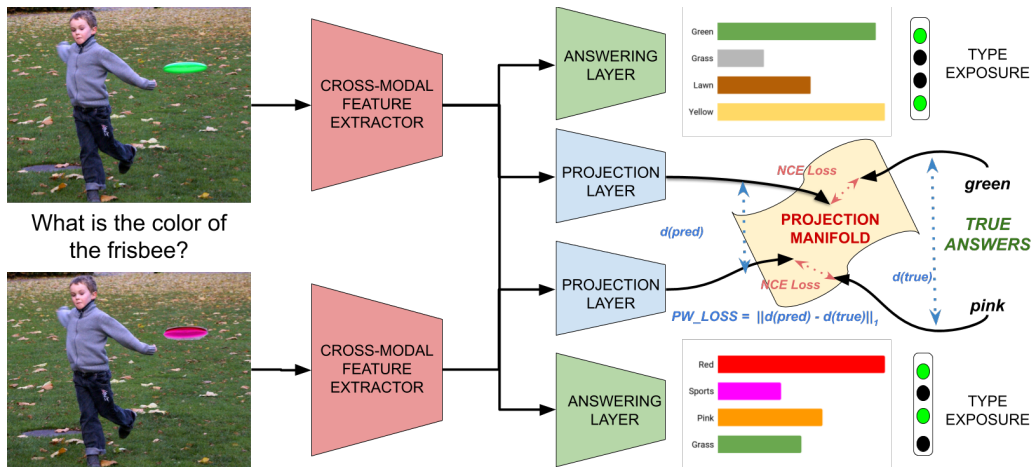 CROSS-MODAL
FEATURE
EXTRACTOR
ANSWERING
LAYER
Green
Grass
Lawn
Yellow
TYPE
EXPOSURE
PROJECTION
LAYER
NCE Loss
green
What is the color of
the frisbee?
PROJECTION
MANIFOLD
TRUE
ANSWERS
d(pred)
d(true)
PROJECTION
LAYER
NCE Loss
pink
PW_LOSS = ||d(pred) - d(true)||1
CROSS-MODAL
FEATURE
EXTRACTOR
ANSWERING
LAYER
Red
Sports
Pink
Grass
TYPE
EXPOSURE